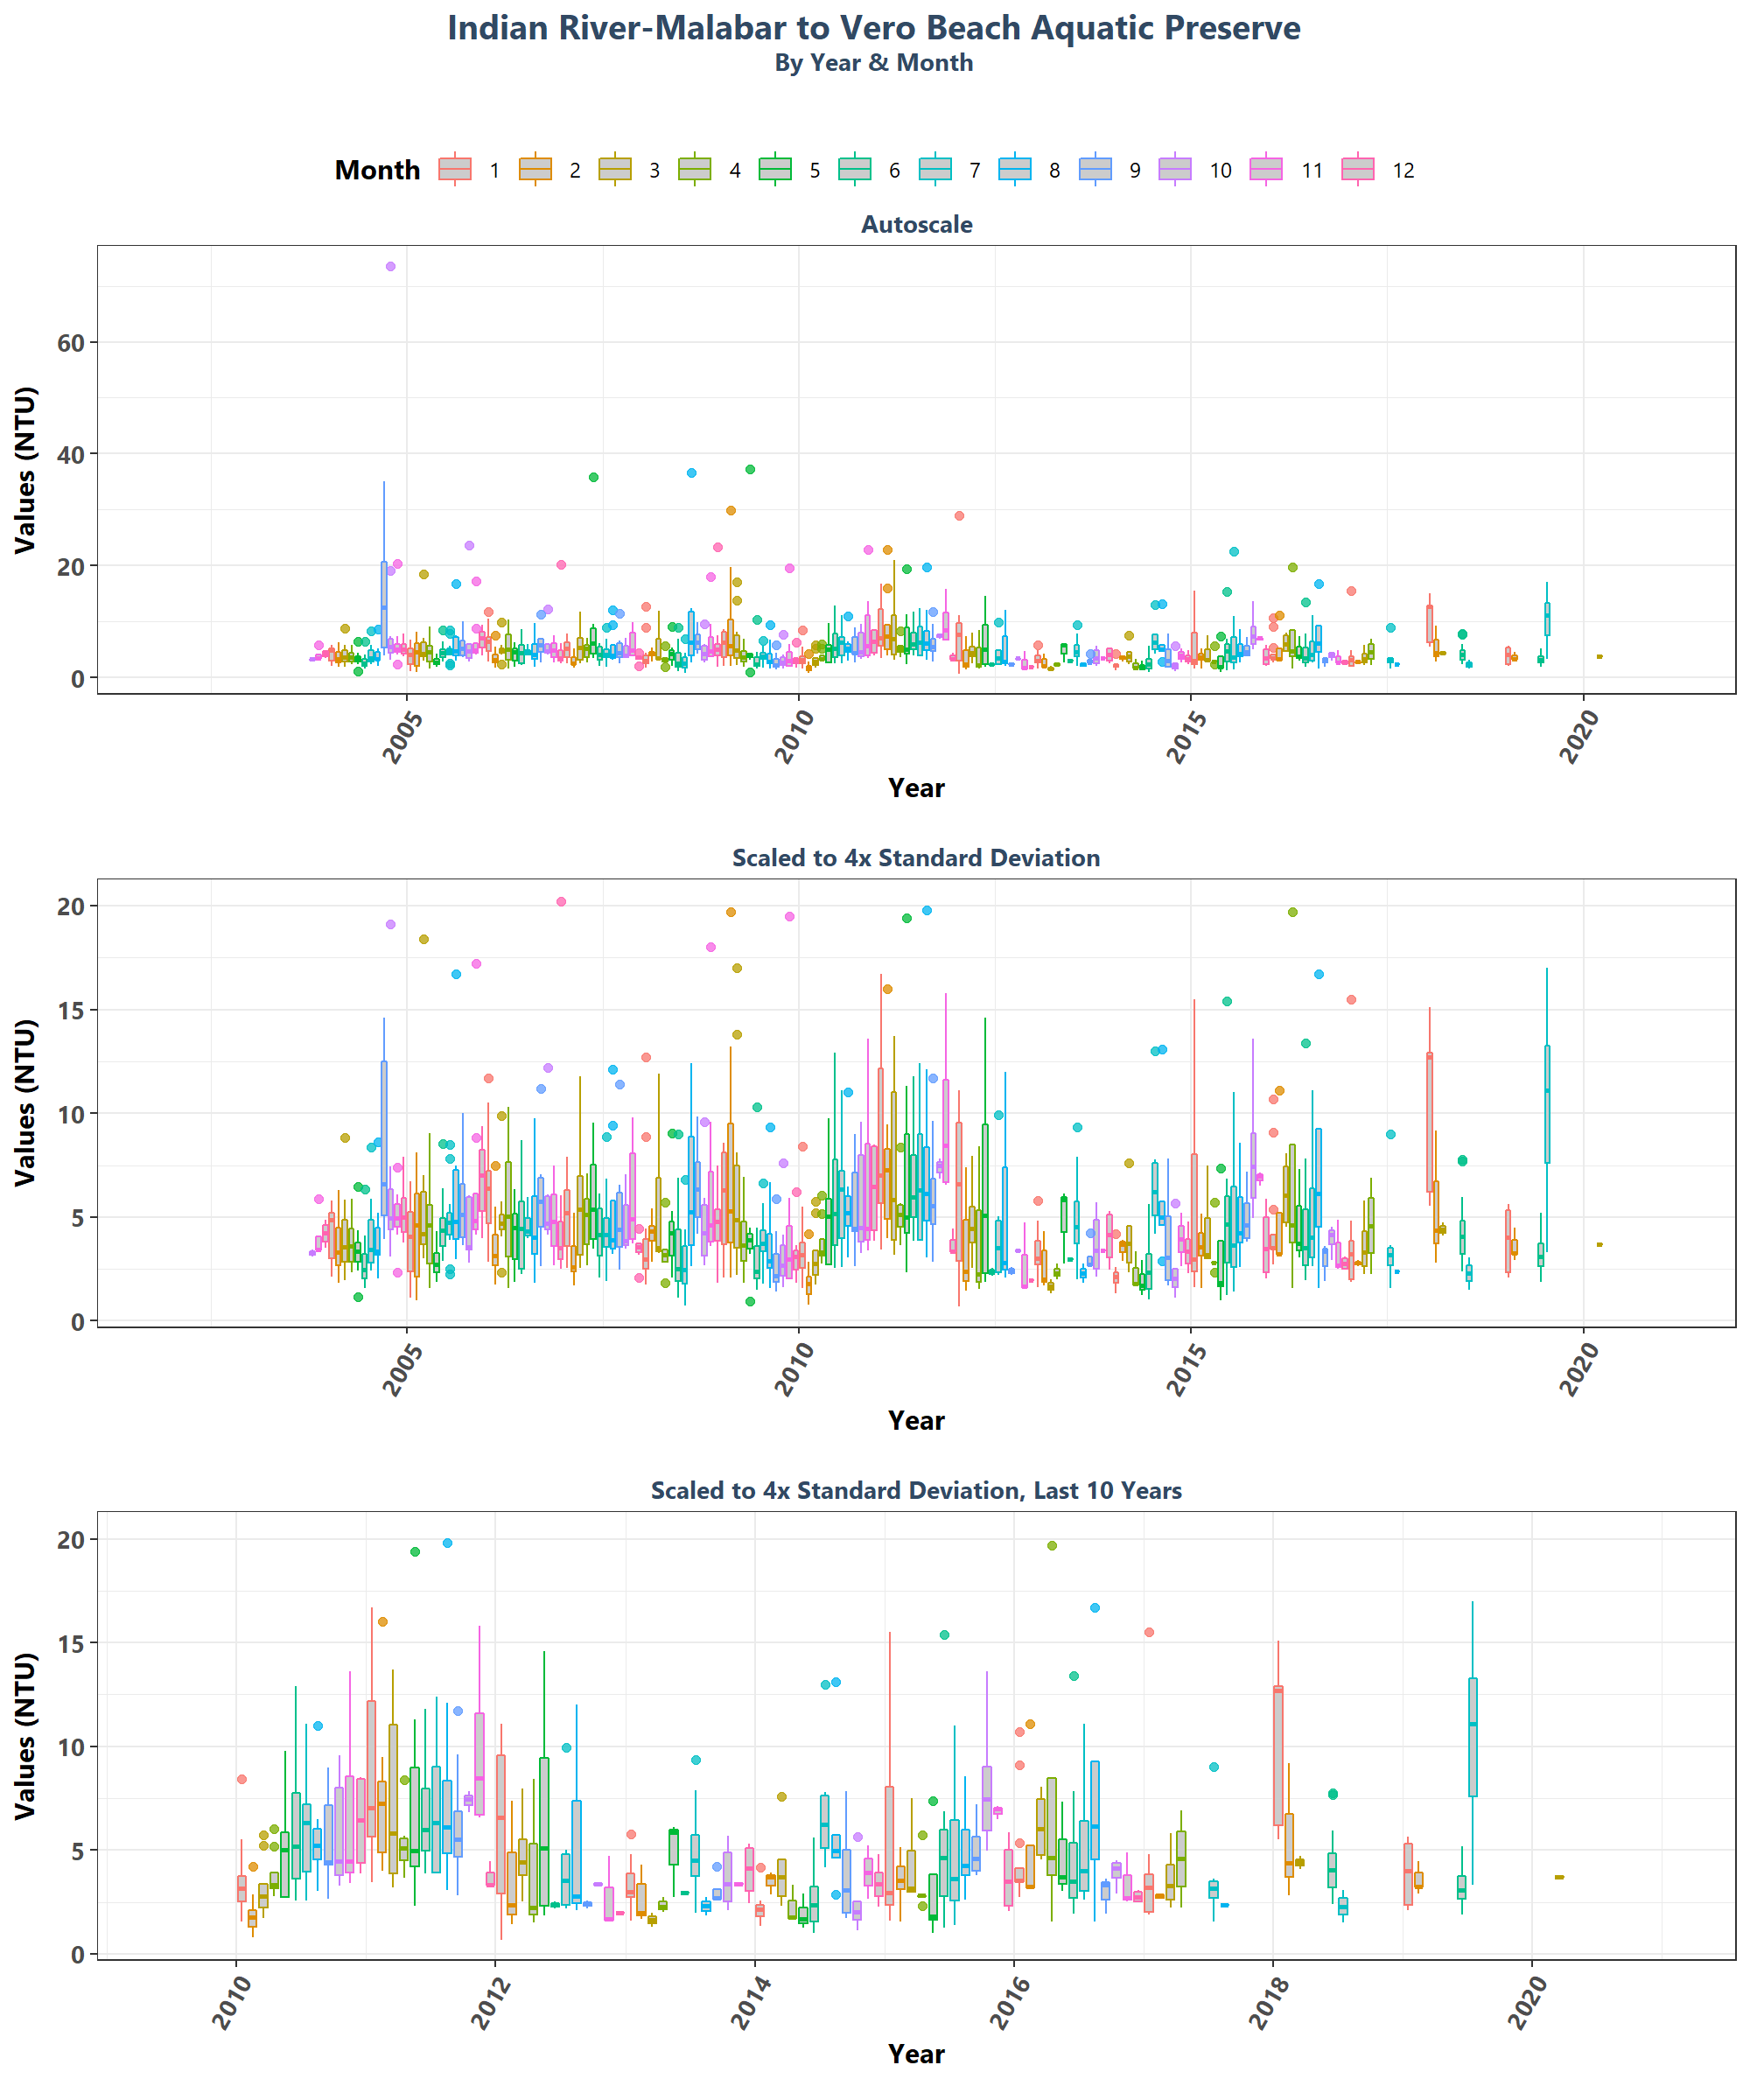 Indian River-Malabar to Vero Beach Aquatic Preserve
By Year & Month
Month 1 2 3 4 5 6 7 8 9 10 11 12
Autoscale
Values (NTU)
60
40
20
0
2005 2010 2015 2020
Year
Scaled to 4x Standard Deviation
Values (NTU)
20
15
10
5
0
2005 2010 2015 2020
Year
Scaled to 4x Standard Deviation, Last 10 Years
Values (NTU)
20
15
10
5
0
2010 2012 2014 2016 2018 2020
Year